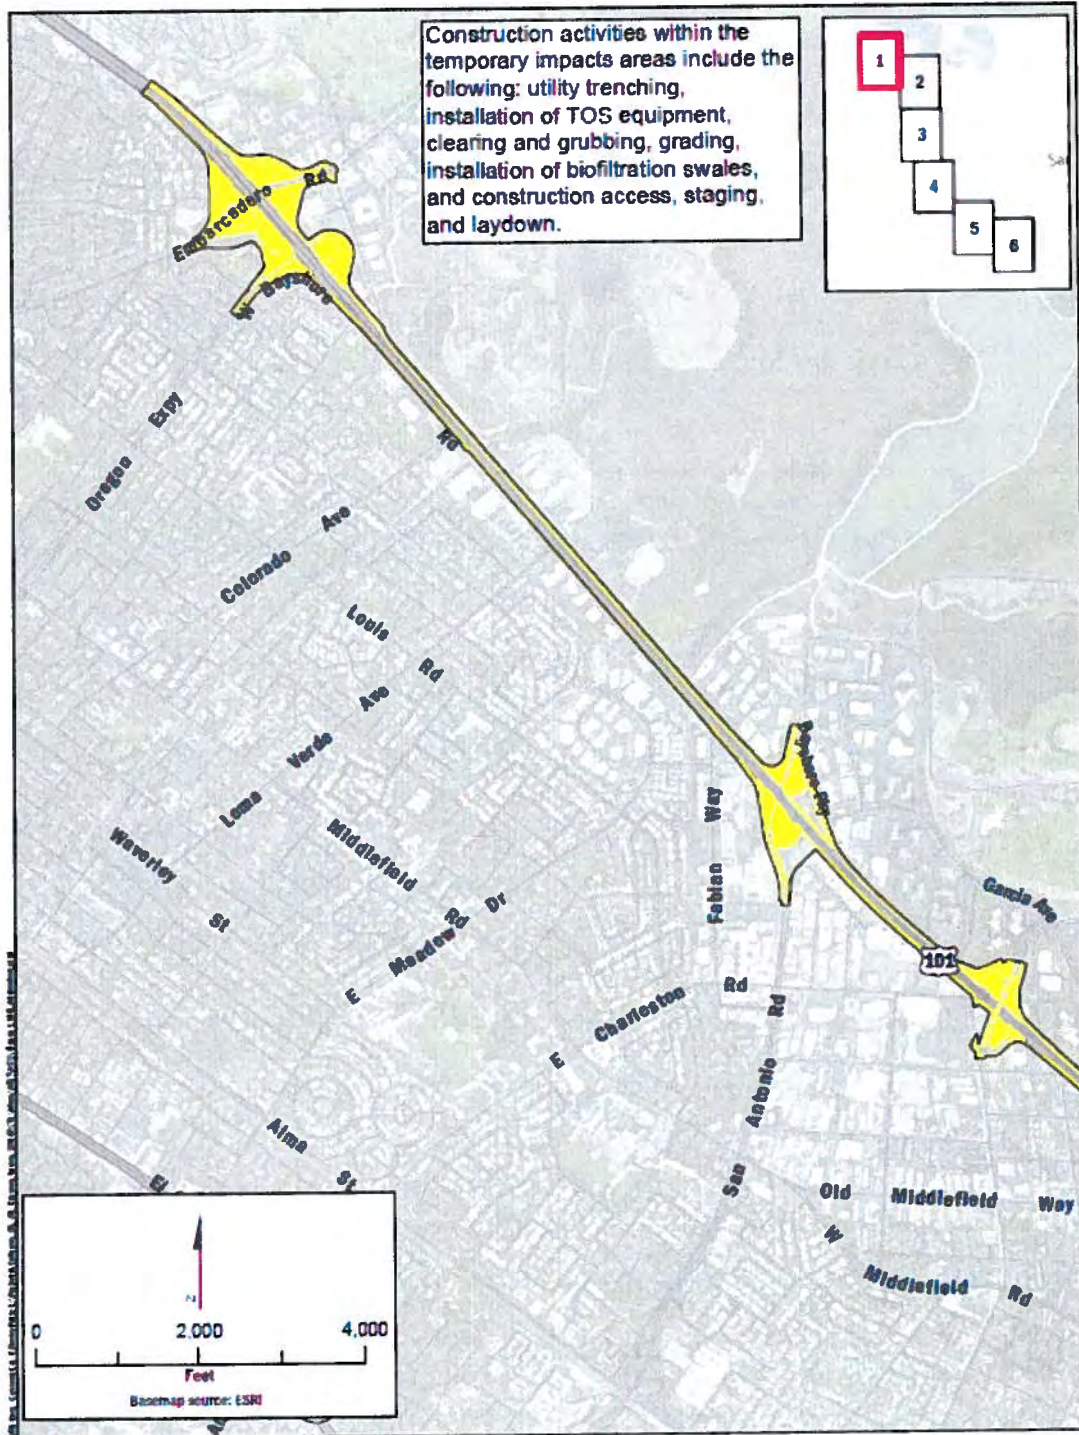 Construction activities within the
temporary impacts areas include the
following: utility trenching,
installation of TOS equipment,
clearing and grubbing, grading,
installation of biofiltration swales,
and construction access, staging,
and laydown.
1
2
3
4
5
6
Embarcadero Rd
W Bayshore
Rd
Oregon Expy
Colorado Ave
Louis Rd
Loma Verde Ave
Waverley St
Middlefield Rd
E Meadow Dr
Fabian Way
Bayshore Pky
Garcia Ave
101
E Charleston Rd
San Antonio Rd
Alma St
El
Old Middlefield Way
W Middlefield Rd
0 2,000 4,000
Feet
Basemap source: ESRI